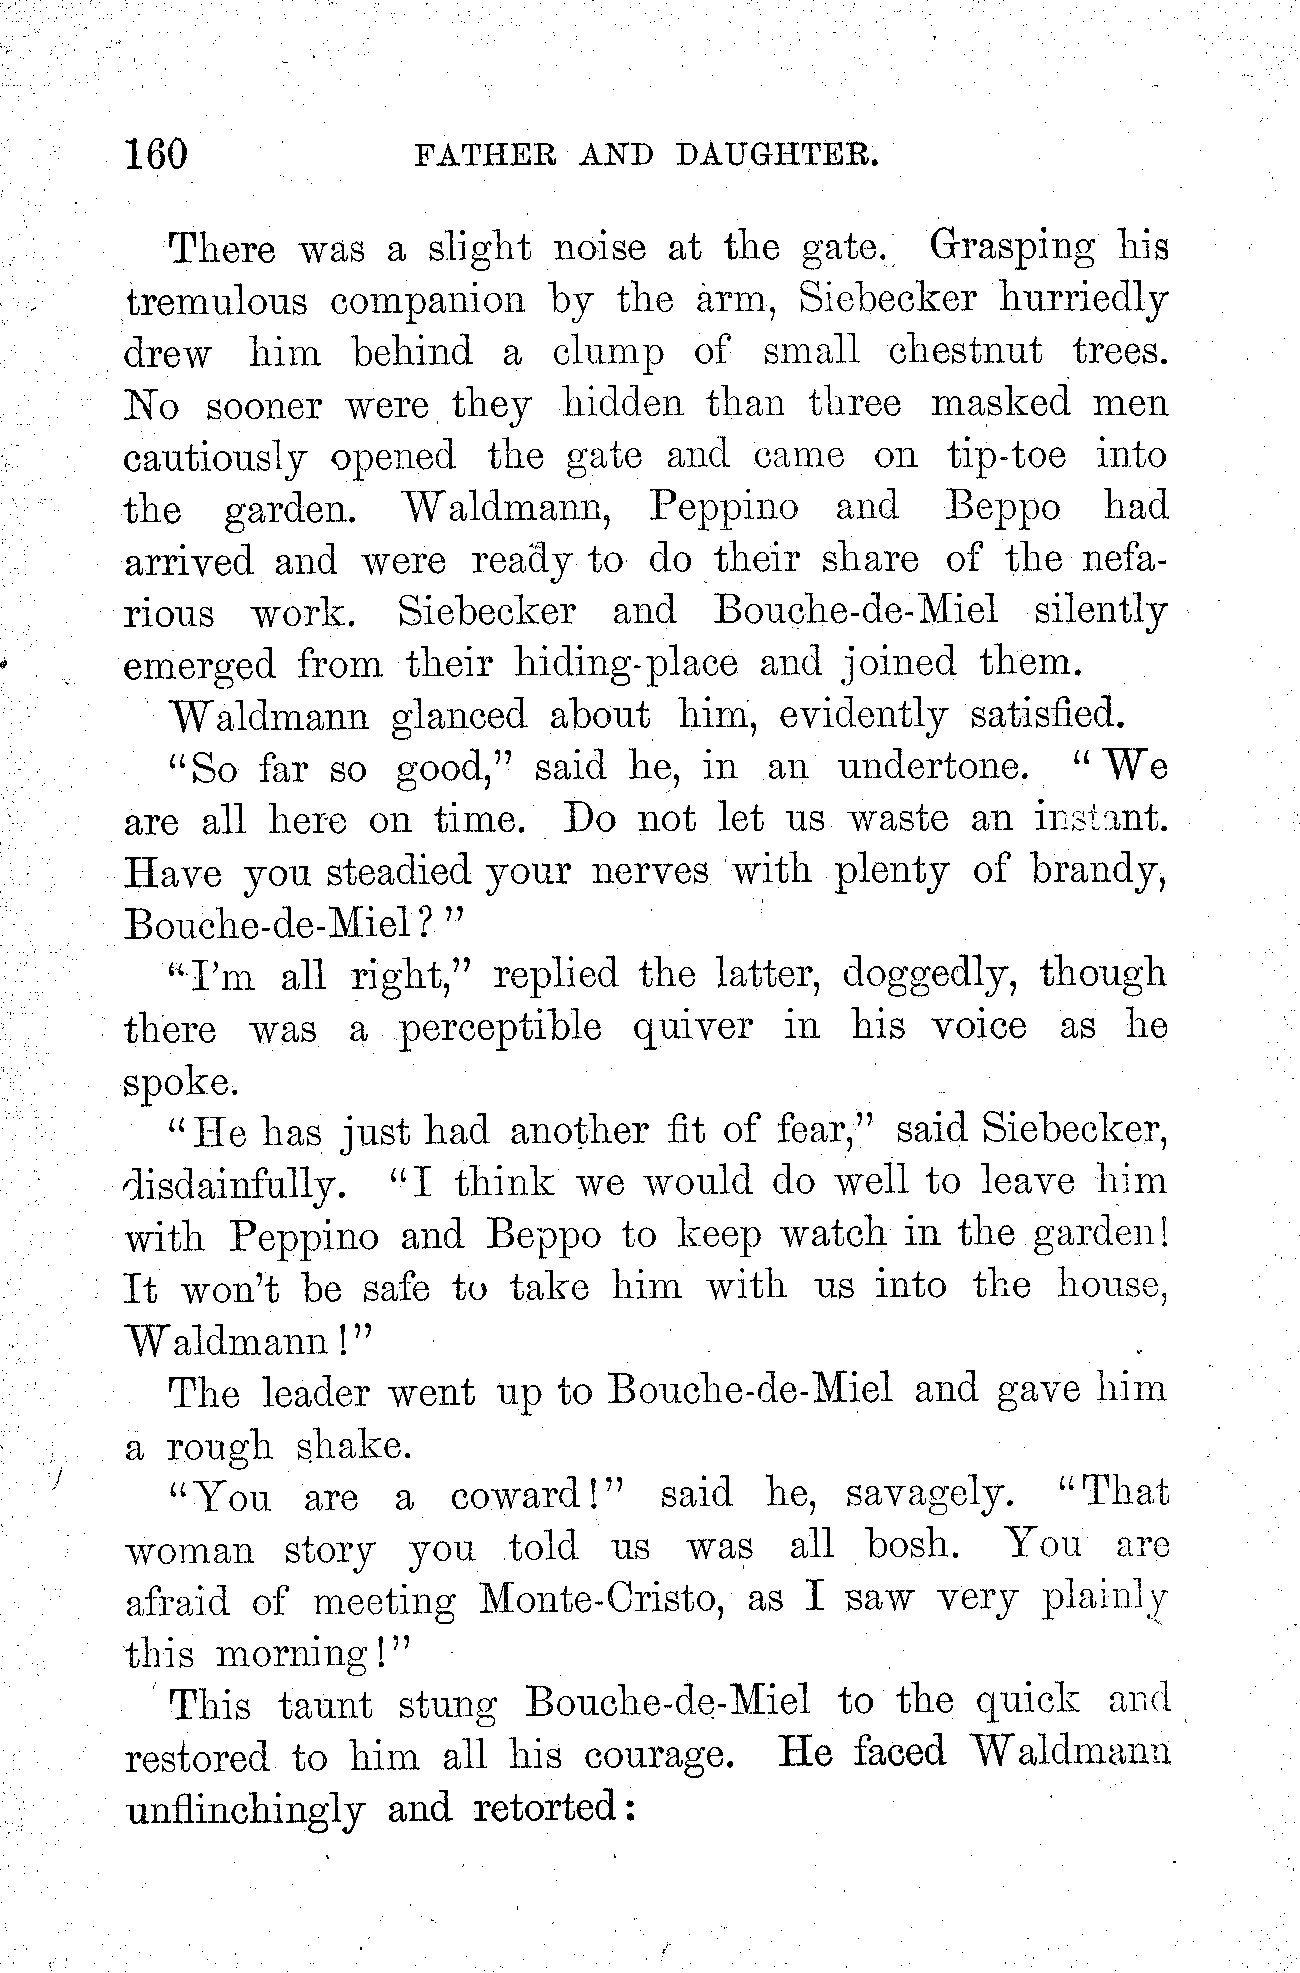 160 FATHER AND DAUGHTER.
There was a slight noise at the gate. Grasping his
tremulous companion by the arm, Siebecker hurriedly
drew him behind a clump of small chestnut trees.
No sooner were they hidden than three masked men
cautiously opened the gate and came on tip-toe into
the garden. Waldmann, Peppino and Beppo had
arrived and were ready to do their share of the nefa-
rious work. Siebecker and Bouche-de-Miel silently
emerged from their hiding-place and joined them.
Waldmann glanced about him, evidently satisfied.
"So far so good," said he, in an undertone. "We
are all here on time. Do not let us waste an instant.
Have you steadied your nerves with plenty of brandy,
Bouche-de-Miel?"
"I'm all right," replied the latter, doggedly, though
there was a perceptible quiver in his voice as he
spoke.
"He has just had another fit of fear," said Siebecker,
disdainfully. "I think we would do well to leave him
with Peppino and Beppo to keep watch in the garden!
It won't be safe to take him with us into the house,
Waldmann!"
The leader went up to Bouche-de-Miel and gave him
a rough shake.
"You are a coward!" said he, savagely. "That
woman story you told us was all bosh. You are
afraid of meeting Monte-Cristo, as I saw very plainly
this morning!"
This taunt stung Bouche-de-Miel to the quick and
restored to him all his courage. He faced Waldmann
unflinchingly and retorted: